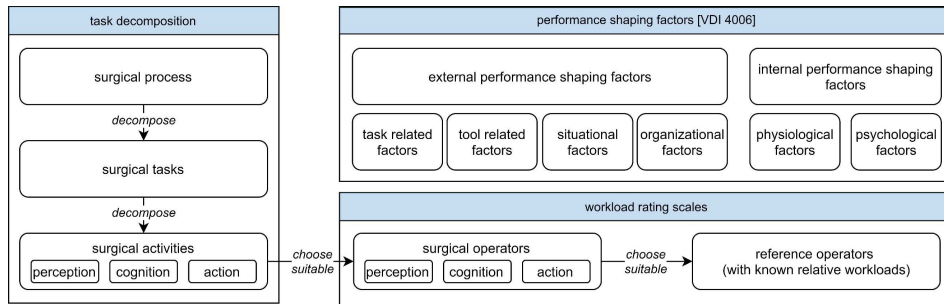 task decomposition
surgical process
decompose
surgical tasks
decompose
surgical activities
perception
cognition
action
choose
suitable
performance shaping factors [VDI 4006]
external performance shaping factors
task related
factors
tool related
factors
situational
factors
organizational
factors
internal performance shaping
factors
physiological
factors
psychological
factors
workload rating scales
surgical operators
perception
cognition
action
choose
suitable
reference operators
(with known relative workloads)